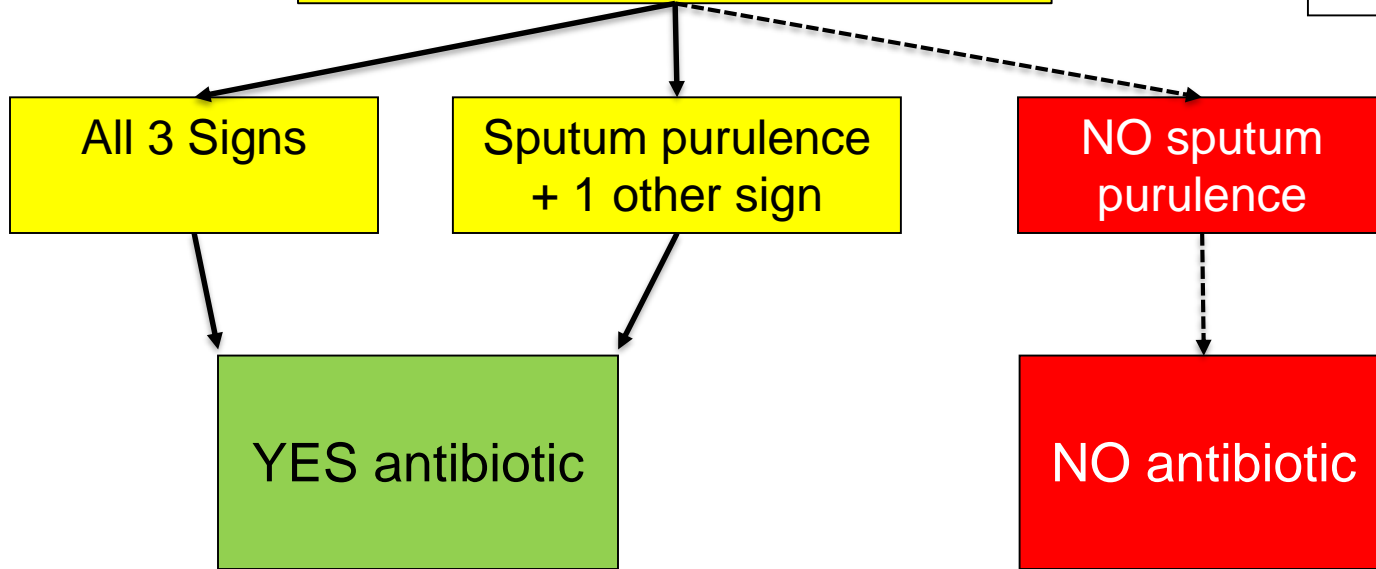 All 3 Signs
Sputum purulence
+ 1 other sign
NO sputum
purulence
YES antibiotic
NO antibiotic